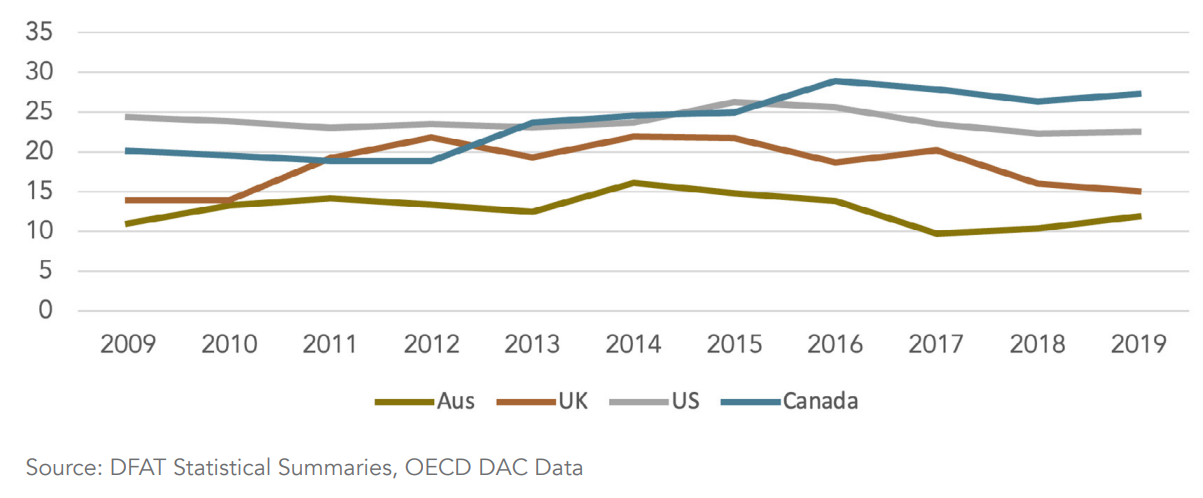 35
30
25
20
15
10
5
0
2009 2010 2011 2012 2013 2014 2015 2016 2017 2018 2019
Aus UK US Canada
Source: DFAT Statistical Summaries, OECD DAC Data